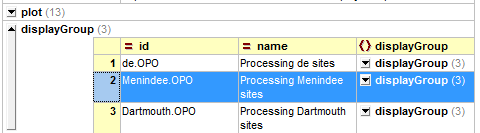 plot (13)
displayGroup (3)
= id = name {} displayGroup
1 de.OPO Processing de sites displayGroup (3)
2 Menindee.OPO Processing Menindee displayGroup (3)
sites
3 Dartmouth.OPO Processing Dartmouth displayGroup (3)
sites